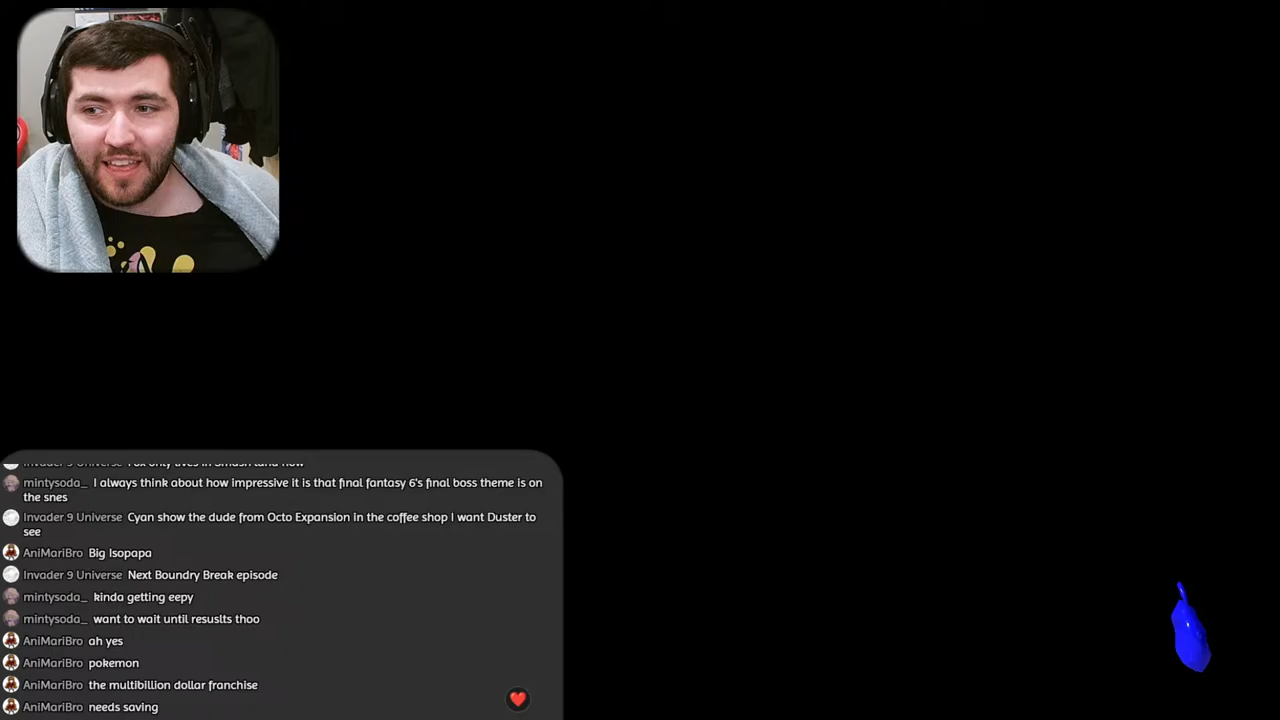 mintysoda_ I always think about how impressive it is that final fantasy 6's final boss theme is on
the snes
Invader 9 Universe Cyan show the dude from Octo Expansion in the coffee shop I want Duster to
see
AniMariBro Big Isopapa
Invader 9 Universe Next Boundry Break episode
mintysoda_ kinda getting eepy
mintysoda_ want to wait until resuslts thoo
AniMariBro ah yes
AniMariBro pokemon
AniMariBro the multibillion dollar franchise
AniMariBro needs saving